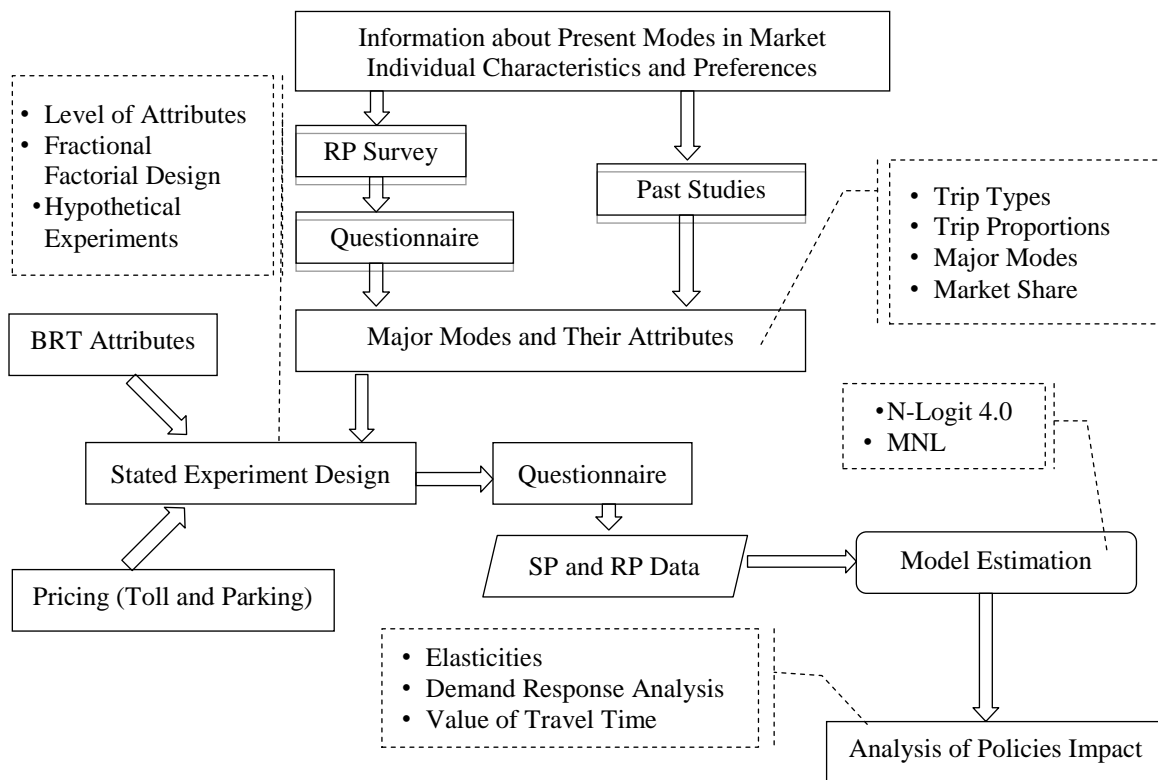 Information about Present Modes in Market
Individual Characteristics and Preferences
• Level of Attributes
• Fractional
Factorial Design
•Hypothetical
Experiments
RP Survey
Past Studies
Questionnaire
• Trip Types
• Trip Proportions
• Major Modes
• Market Share
BRT Attributes
Major Modes and Their Attributes
•N-Logit 4.0
• MNL
Stated Experiment Design
Questionnaire
SP and RP Data
Model Estimation
Pricing (Toll and Parking)
• Elasticities
• Demand Response Analysis
• Value of Travel Time
Analysis of Policies Impact